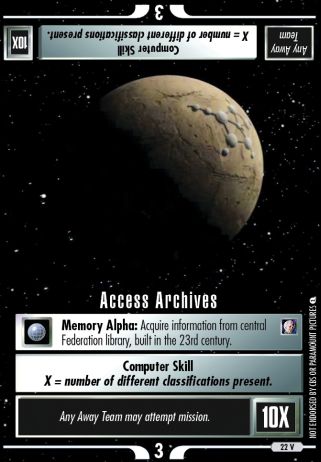 3
Any Away
Team
Computer Skill
X = number of different classifications present.
10X
Access Archives
Memory Alpha: Acquire information from central
Federation library, built in the 23rd century.
Computer Skill
X = number of different classifications present.
Any Away Team may attempt mission.
10X
3
22 V
NOT ENDORSED BY CBS OR PARAMOUNT PICTURES